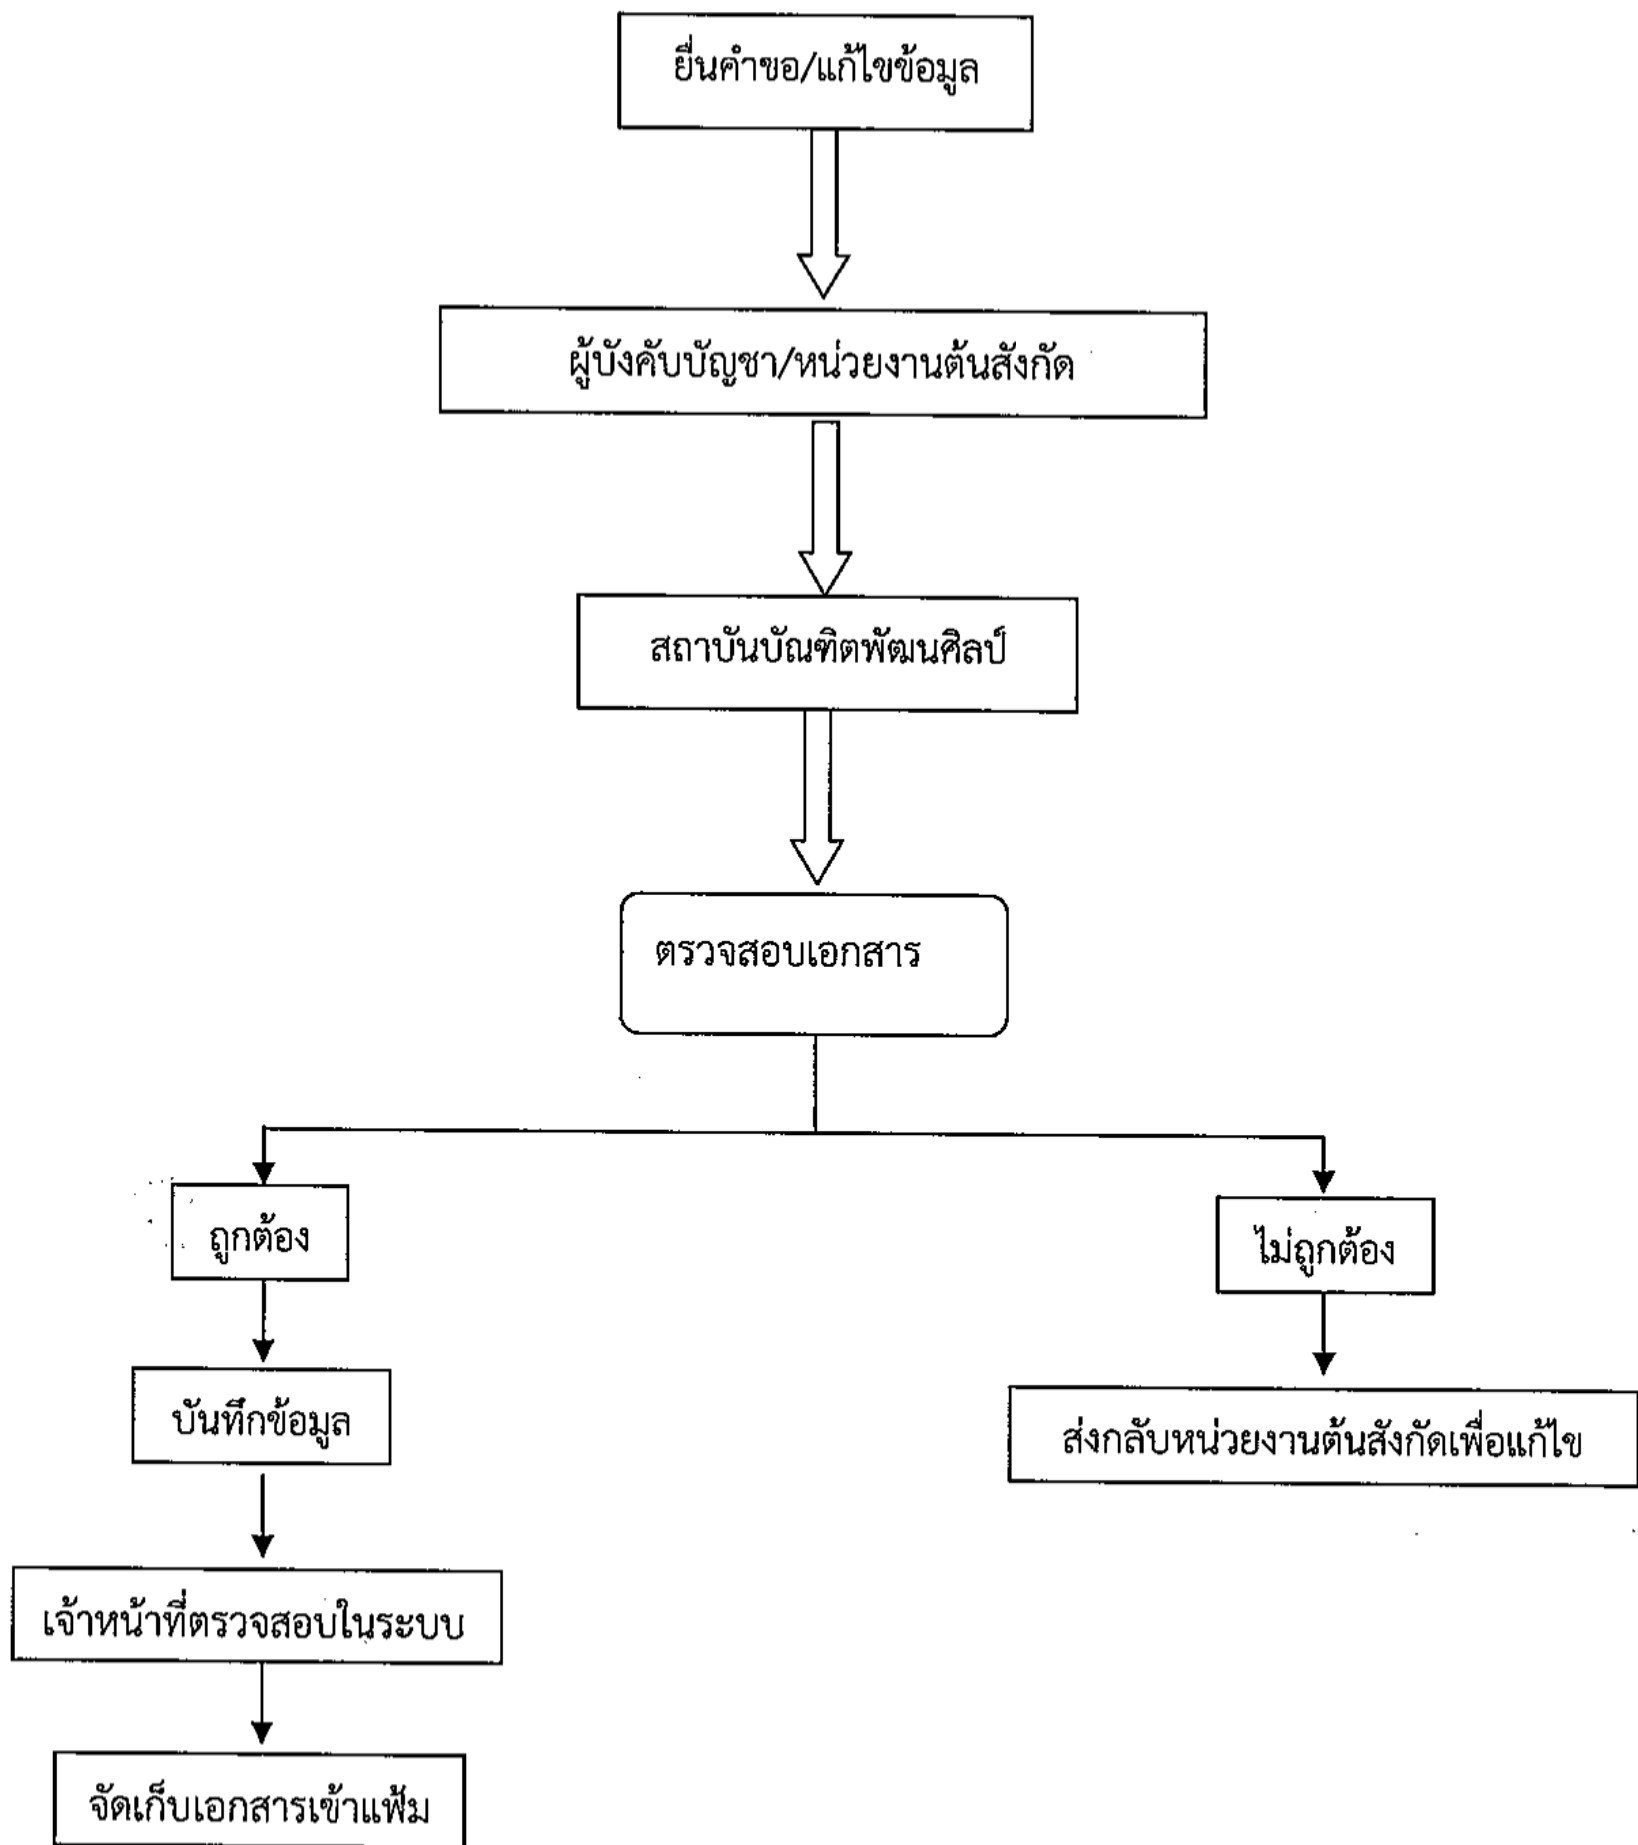 ยื่นคำขอ/แก้ไขข้อมูล
ผู้บังคับบัญชา/หน่วยงานต้นสังกัด
สถาบันบัณฑิตพัฒนศิลป์
ตรวจสอบเอกสาร
ถูกต้อง
ไม่ถูกต้อง
บันทึกข้อมูล
ส่งกลับหน่วยงานต้นสังกัดเพื่อแก้ไข
เจ้าหน้าที่ตรวจสอบในระบบ
จัดเก็บเอกสารเข้าแฟ้ม